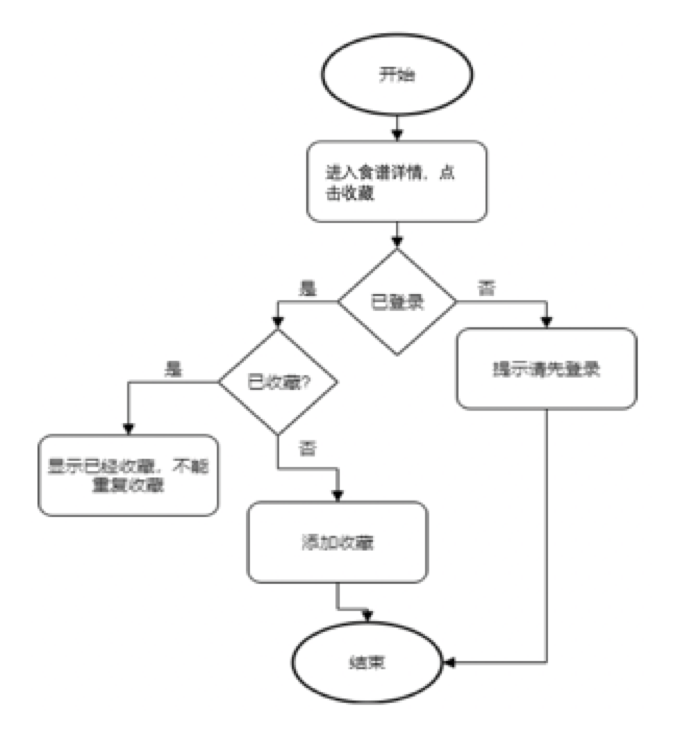 开始
进入食谱详情，点
击收藏
已登录
是
否
提示请先登录
已收藏?
是
否
显示已经收藏，不能
重复收藏
添加收藏
结束